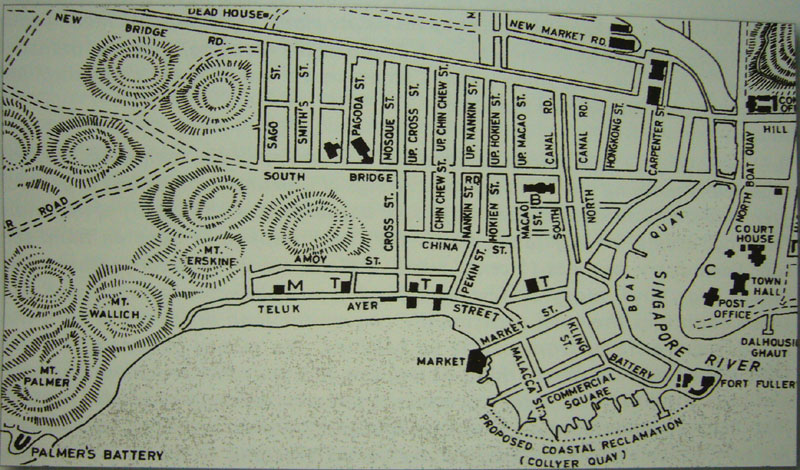 DEAD HOUSE
NEW
BRIDGE
RD.
NEW MARKET RD.
SAGO
ST.
SMITH'S ST.
PAGODA ST.
MOSQUE ST.
UP. CROSS ST.
UP. CHIN CHEW ST.
UP. NANKIN ST.
UP. HOKIEN ST.
UP. MACAO ST.
CANAL RD.
CANAL RD.
HONGKONG ST.
CARPENTER ST.
HILL
NORTH BOAT QUAY
SOUTH
BRIDGE
RD
ROAD
CROSS ST.
CHIN CHEW ST.
NANKIN ST.
HOKIEN ST.
MACAO ST.
SOUTH
NORTH
BOAT QUAY
SINGAPORE RIVER
COURT HOUSE
C
TOWN HALL
POST OFFICE
DALHOUSIE
GHAUT
MT. ERSKINE
AMOY ST.
CHINA
PEKIN ST.
M
T
T
T
MT. WALLICH
TELUK
AYER
STREET
MARKET ST.
KLING ST.
MARKET
MALACCA ST.
BATTERY
COMMERCIAL SQUARE
FORT FULLER
MT. PALMER
PALMER'S BATTERY
PROPOSED COASTAL RECLAMATION
(COLLYER QUAY)